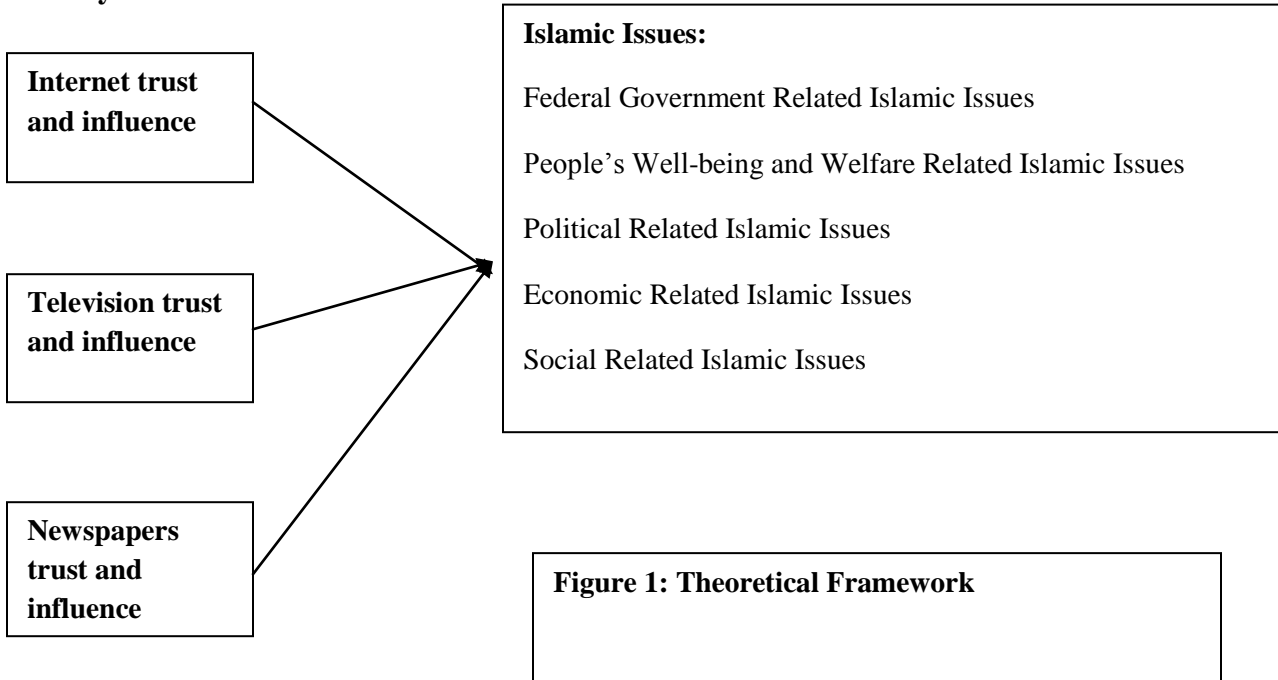 Internet trust
and influence
Television trust
and influence
Newspapers
trust and
influence
Islamic Issues:
Federal Government Related Islamic Issues
People's Well-being and Welfare Related Islamic Issues
Political Related Islamic Issues
Economic Related Islamic Issues
Social Related Islamic Issues
Figure 1: Theoretical Framework